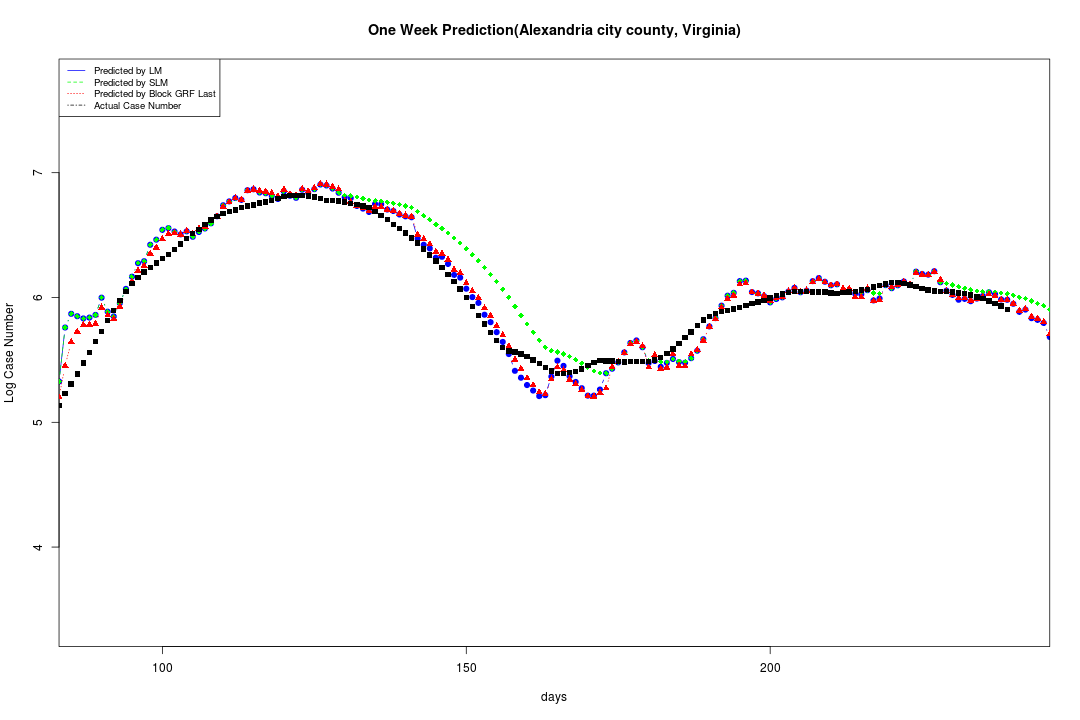 One Week Prediction(Alexandria city county, Virginia)
Predicted by LM
Predicted by SLM
Predicted by Block GRF Last
Actual Case Number
7
6
5
4
Log Case Number
100
150
200
days